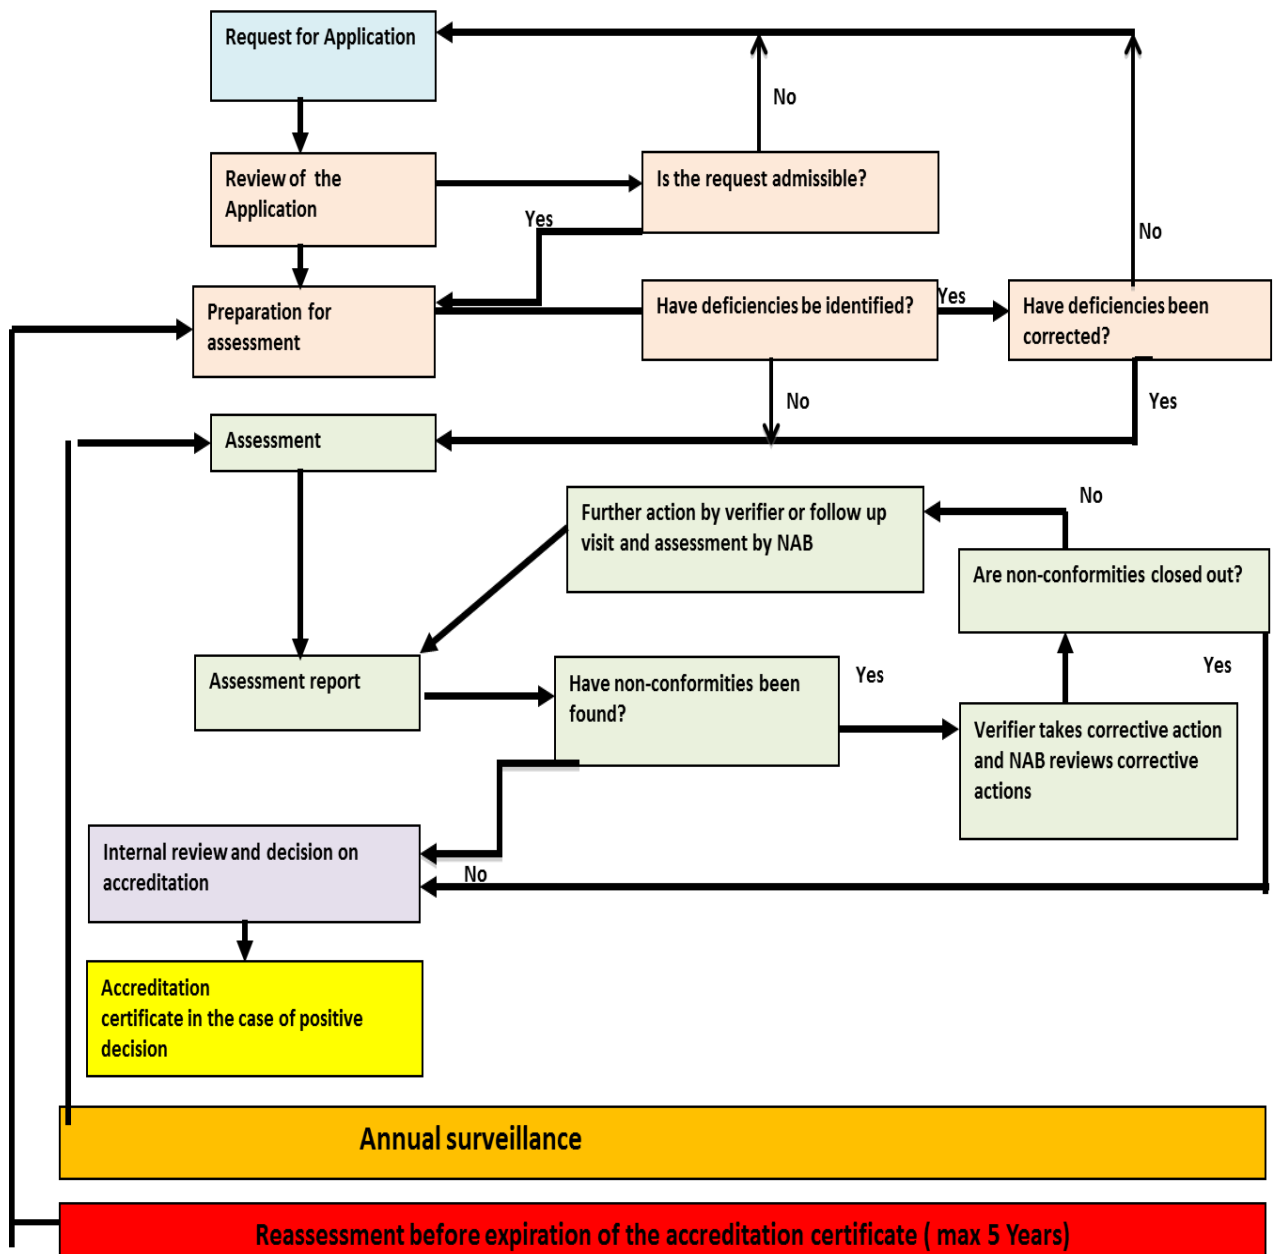 Request for Application
No
Review of the
Application
Is the request admissible?
Yes
No
Preparation for
assessment
Have deficiencies be identified?
Yes
Have deficiencies been
corrected?
No
Yes
Assessment
Further action by verifier or follow up
visit and assessment by NAB
No
Are non-conformities closed out?
Assessment report
Have non-conformities been
found?
Yes
Yes
Verifier takes corrective action
and NAB reviews corrective
actions
Internal review and decision on
accreditation
No
Accreditation
certificate in the case of positive
decision
Annual surveillance
Reassessment before expiration of the accreditation certificate ( max 5 Years)